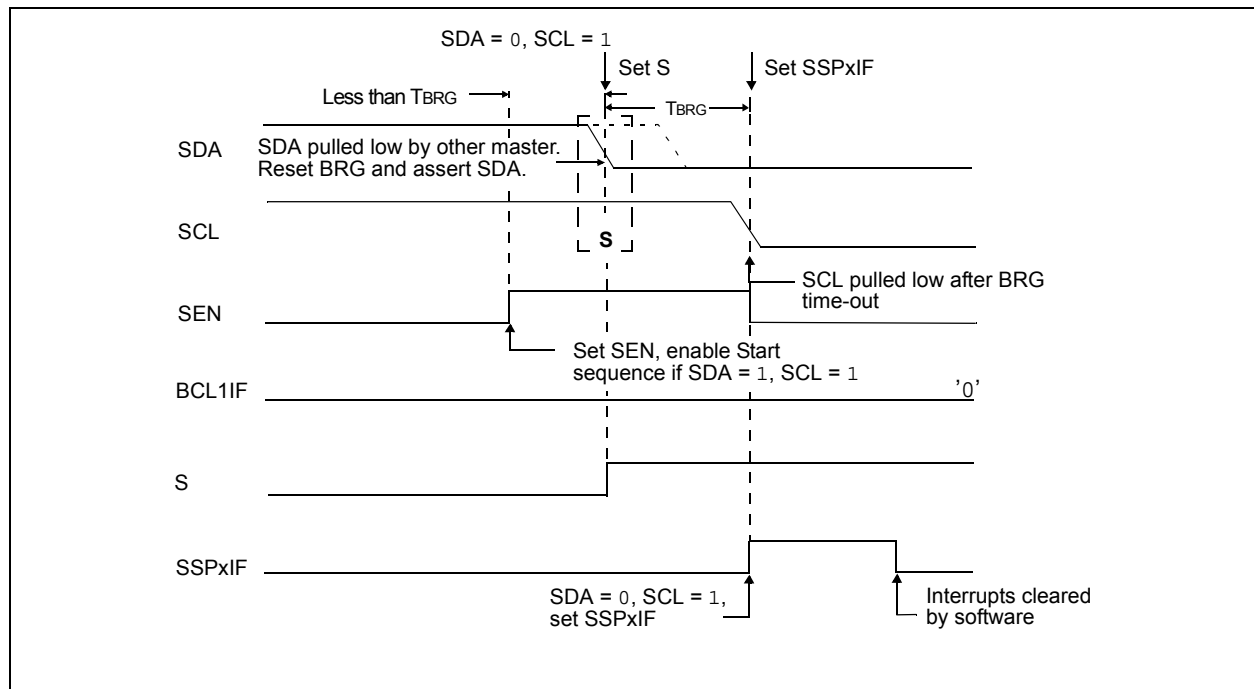 SDA = 0, SCL = 1
Set S
Set SSPxIF
Less than TBRG
TBRG
SDA
SDA pulled low by other master.
Reset BRG and assert SDA.
SCL
S
SCL pulled low after BRG
time-out
SEN
Set SEN, enable Start
sequence if SDA = 1, SCL = 1
BCL1IF
'0'
S
SSPxIF
SDA = 0, SCL = 1,
set SSPxIF
Interrupts cleared
by software